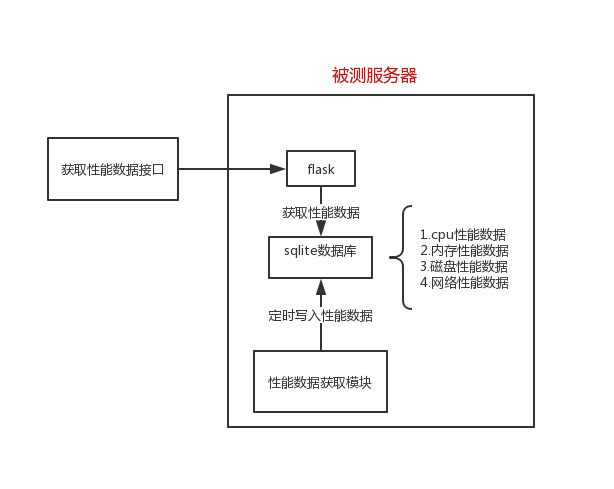 被测服务器
获取性能数据接口
flask
获取性能数据
sqlite数据库
1.cpu性能数据
2.内存性能数据
3.磁盘性能数据
4.网络性能数据
定时写入性能数据
性能数据获取模块